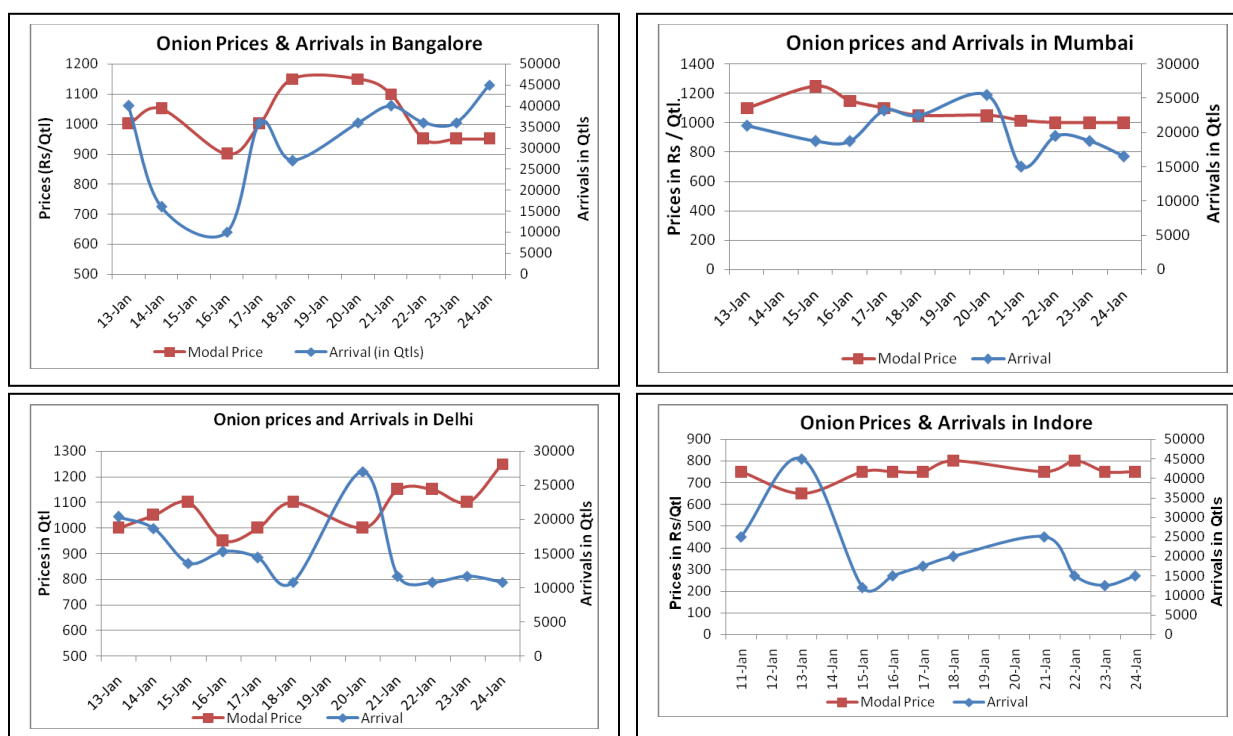 Onion Prices & Arrivals in Bangalore
1200
1100
1000
900
800
700
600
500
Prices (Rs/Qtl)
50000
45000
40000
35000
30000
25000
20000
15000
10000
5000
0
Arrivals in Qtls
13-Jan
14-Jan
15-Jan
16-Jan
17-Jan
18-Jan
19-Jan
20-Jan
21-Jan
22-Jan
23-Jan
24-Jan
Modal Price Arrival (in Qtls)
Onion prices and Arrivals in Mumbai
1400
1200
1000
800
600
400
200
0
Prices in Rs / Qtl.
30000
25000
20000
15000
10000
5000
0
Arrivals in Qtls
13-Jan
14-Jan
15-Jan
16-Jan
17-Jan
18-Jan
19-Jan
20-Jan
21-Jan
22-Jan
23-Jan
24-Jan
Modal Price Arrival
Onion prices and Arrivals in Delhi
1300
1200
1100
1000
900
800
700
600
500
Prices in Qtl
30000
25000
20000
15000
10000
5000
0
Arrivals in Qtls
13-Jan
14-Jan
15-Jan
16-Jan
17-Jan
18-Jan
19-Jan
20-Jan
21-Jan
22-Jan
23-Jan
24-Jan
Modal Price Arrival
Onion Prices & Arrivals in Indore
900
800
700
600
500
400
300
200
100
0
Prices in Rs/Qtl
50000
45000
40000
35000
30000
25000
20000
15000
10000
5000
0
Arrivals in Qtls
11-Jan
12-Jan
13-Jan
14-Jan
15-Jan
16-Jan
17-Jan
18-Jan
19-Jan
20-Jan
21-Jan
22-Jan
23-Jan
24-Jan
Modal Price Arrival